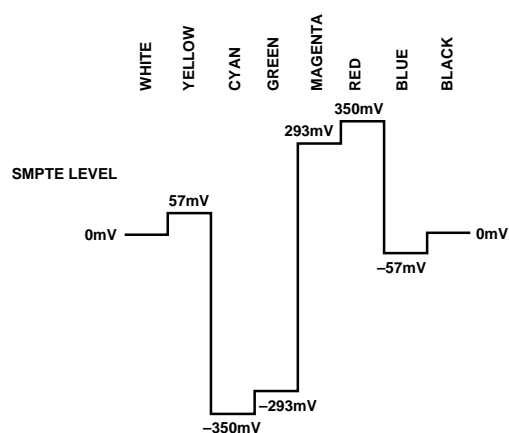 WHITE
YELLOW
CYAN
GREEN
MAGENTA
RED
BLUE
BLACK
350mV
293mV
SMPTE LEVEL
57mV
0mV
0mV
–57mV
–293mV
–350mV